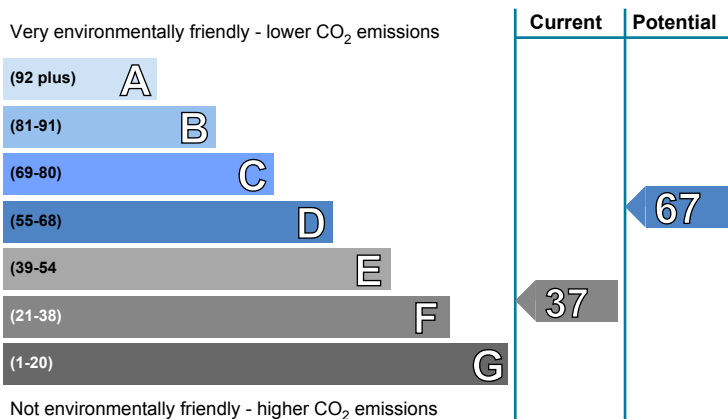 Current Potential
Very environmentally friendly - lower CO2 emissions
(92 plus) A
(81-91) B
(69-80) C
(55-68) D
67
(39-54 E
(21-38) F
37
(1-20) G
Not environmentally friendly - higher CO2 emissions